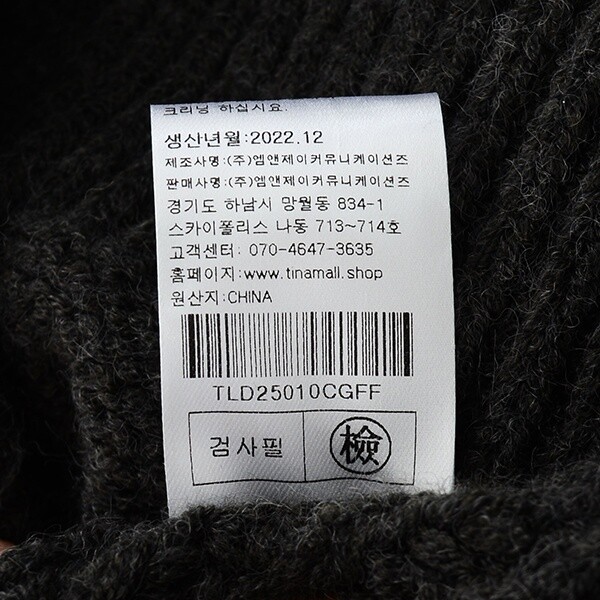 크리닝 하십시요.
생산년월:2022.12
제조사명:(주)엠앤제이커뮤니케이션즈
판매사명:(주)엠앤제이커뮤니케이션즈
경기도 하남시 망월동 834-1
스카이폴리스 나동 713~714호
고객센터: 070-4647-3635
홈페이지:www.tinamall.shop
원산지:CHINA
TLD25010CGFF
검사필 檢